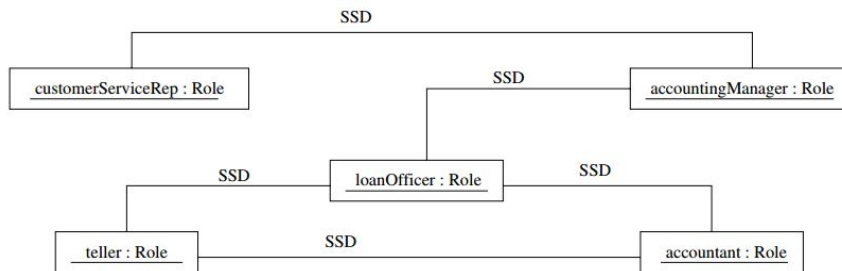 SSD
customerServiceRep : Role
SSD
accountingManager : Role
SSD
loanOfficer : Role
SSD
teller : Role
SSD
accountant : Role